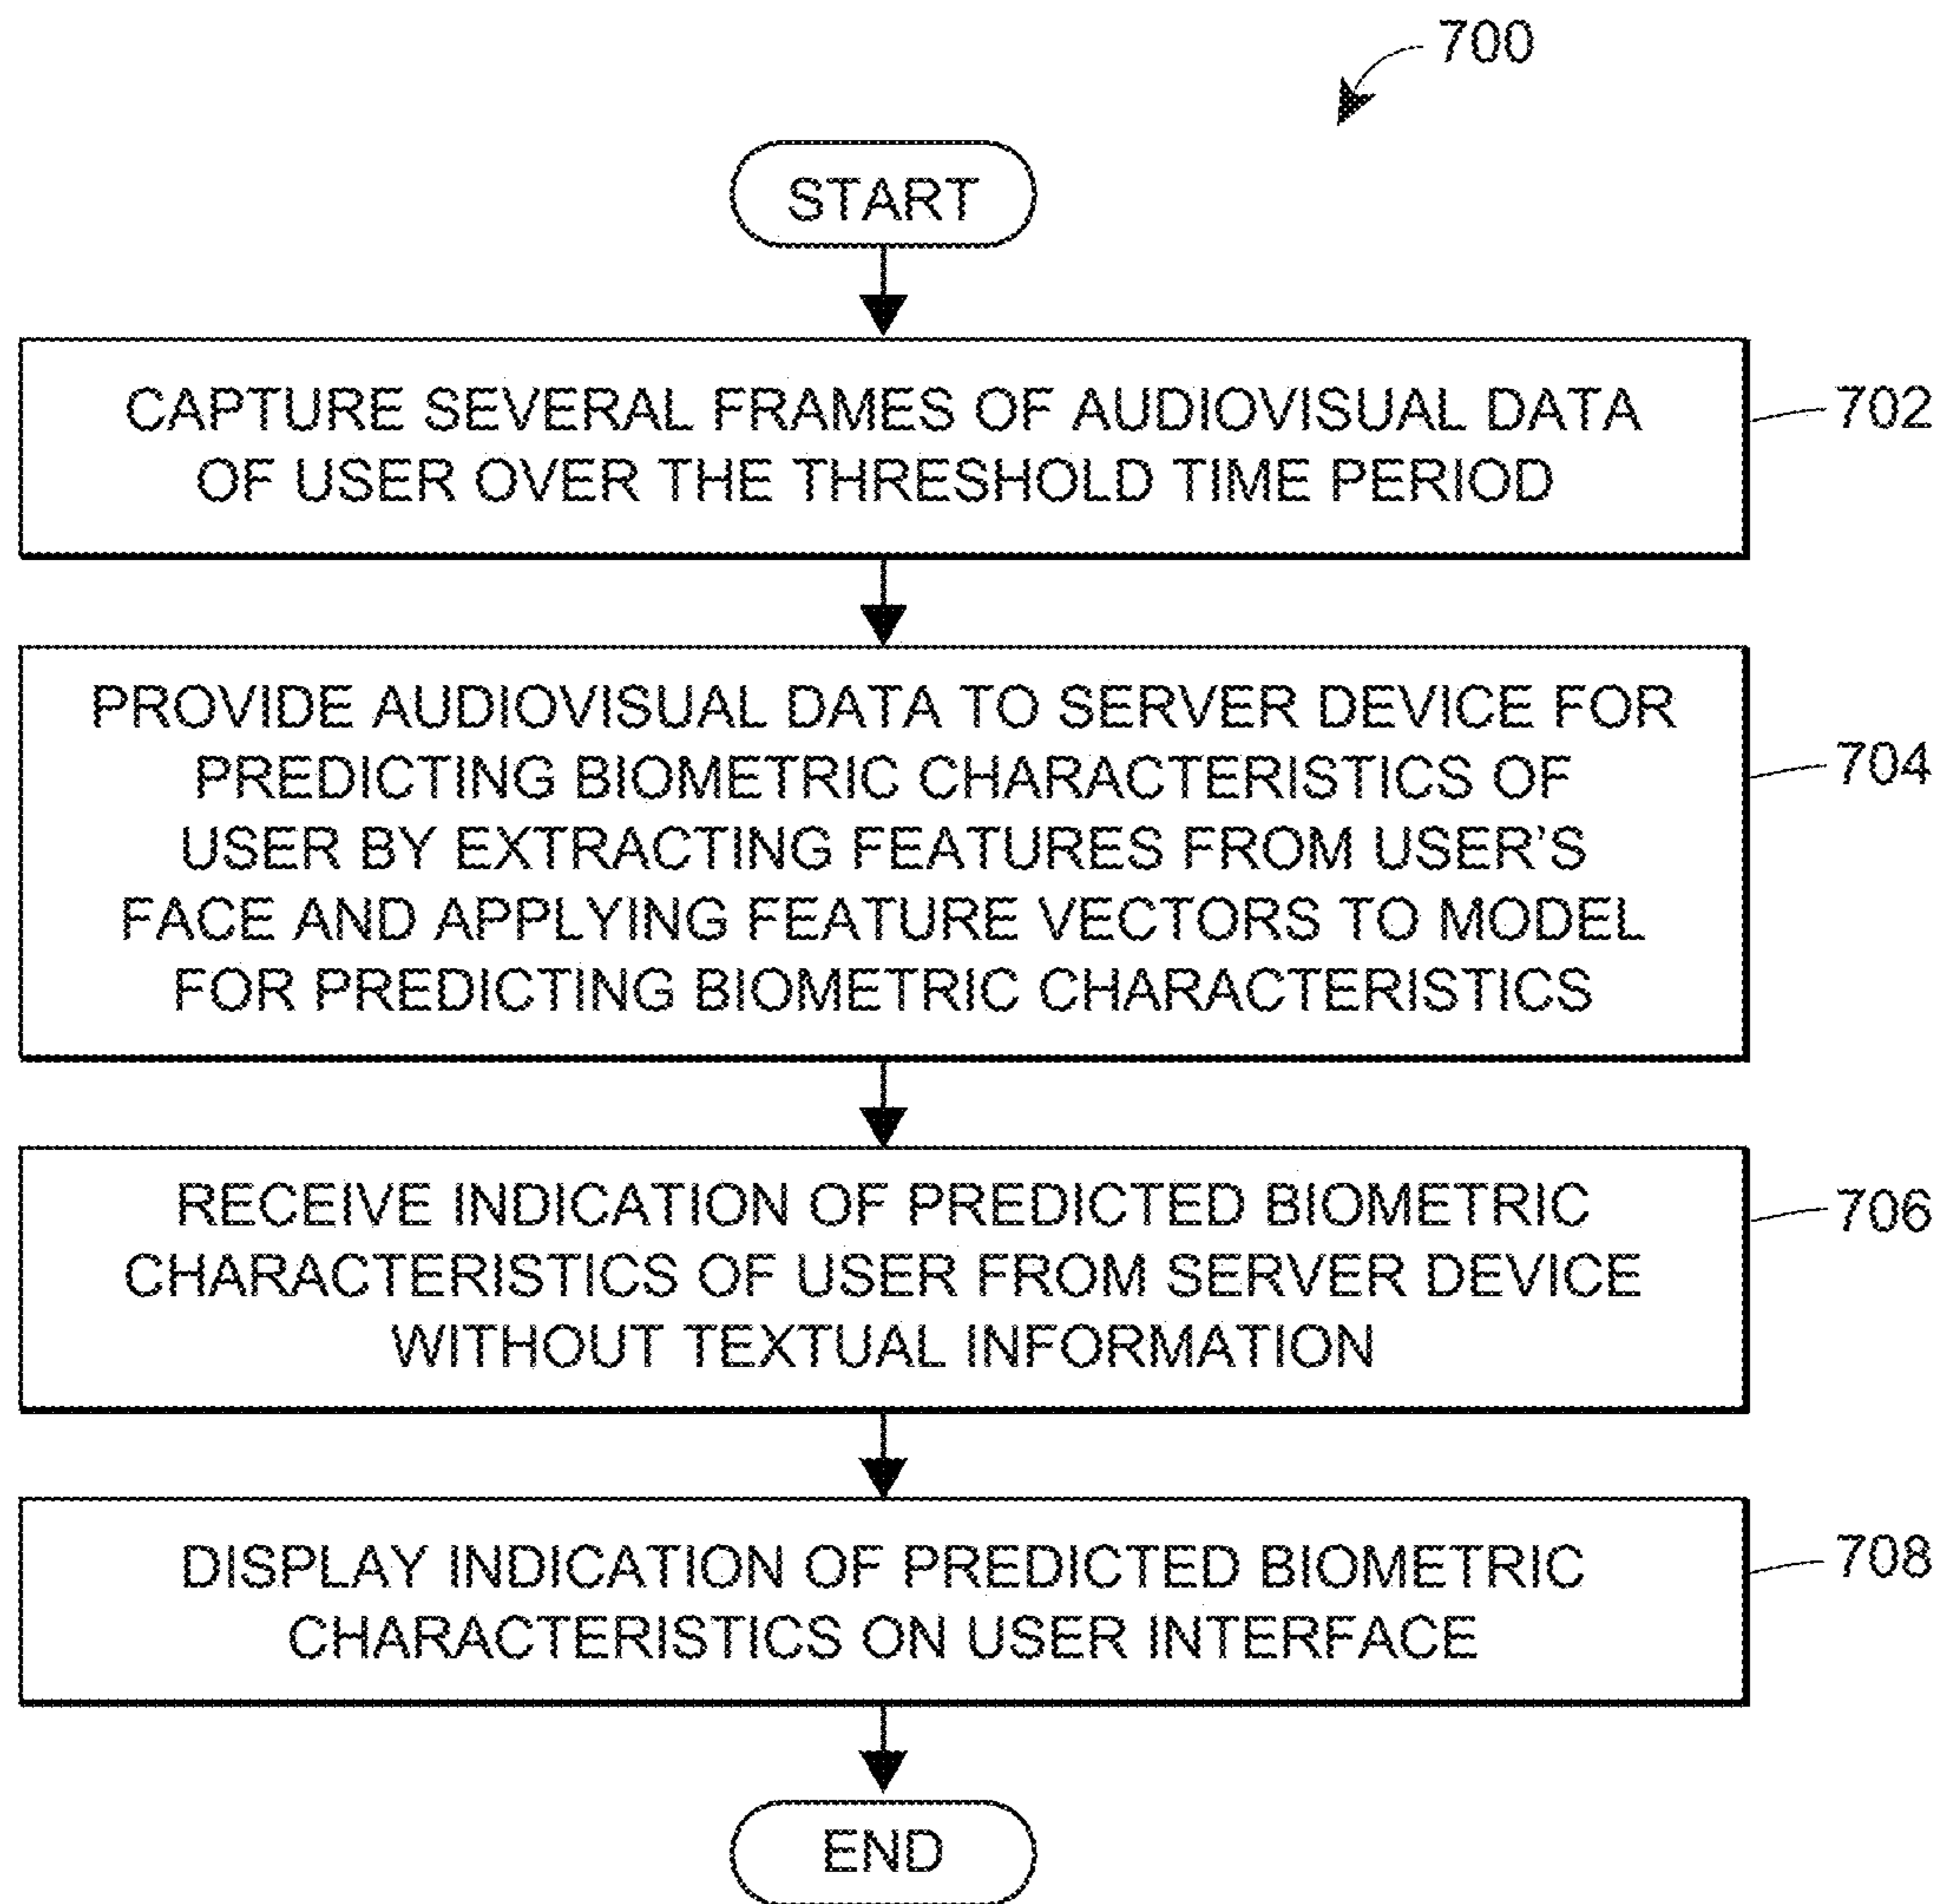 700
START
CAPTURE SEVERAL FRAMES OF AUDIOVISUAL DATA
OF USER OVER THE THRESHOLD TIME PERIOD
702
PROVIDE AUDIOVISUAL DATA TO SERVER DEVICE FOR
PREDICTING BIOMETRIC CHARACTERISTICS OF
USER BY EXTRACTING FEATURES FROM USER'S
FACE AND APPLYING FEATURE VECTORS TO MODEL
FOR PREDICTING BIOMETRIC CHARACTERISTICS
704
RECEIVE INDICATION OF PREDICTED BIOMETRIC
CHARACTERISTICS OF USER FROM SERVER DEVICE
WITHOUT TEXTUAL INFORMATION
706
DISPLAY INDICATION OF PREDICTED BIOMETRIC
CHARACTERISTICS ON USER INTERFACE
708
END